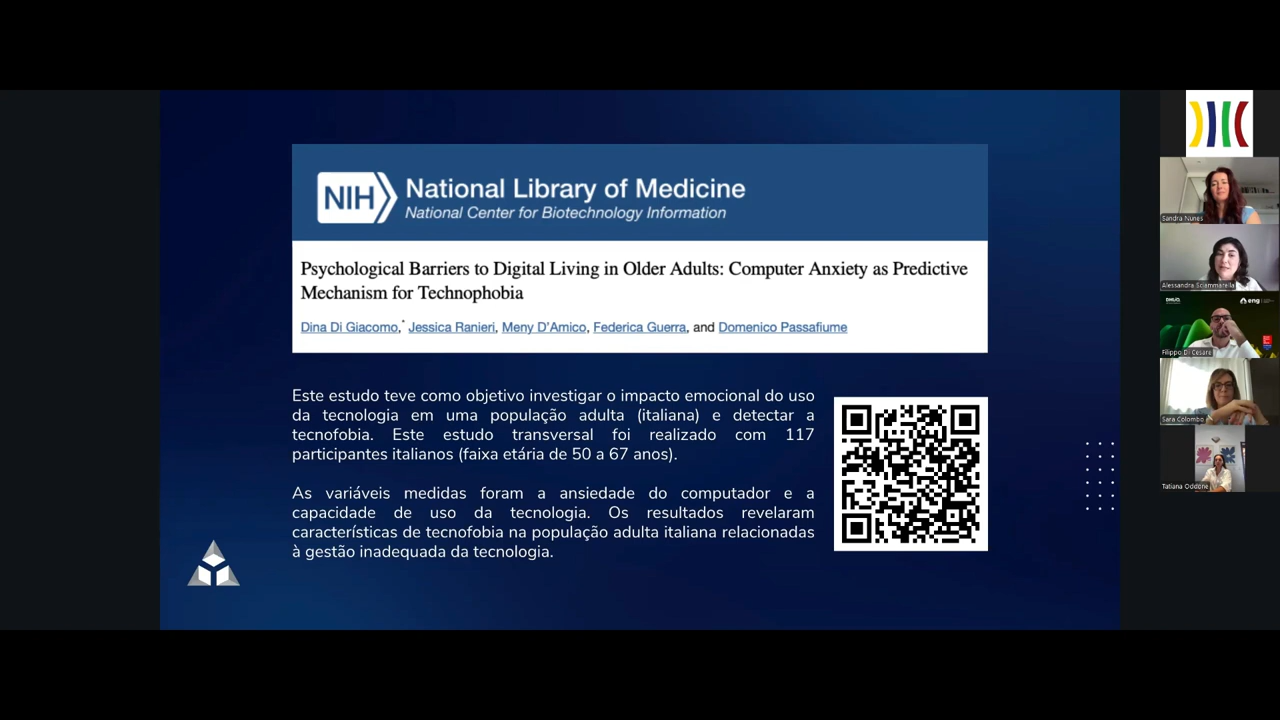 NIH
National Library of Medicine
National Center for Biotechnology Information
Psychological Barriers to Digital Living in Older Adults: Computer Anxiety as Predictive
Mechanism for Technophobia
Dina Di Giacomo,* Jessica Ranieri, Meny D'Amico, Federica Guerra, and Domenico Passafiume
Este estudo teve como objetivo investigar o impacto emocional do uso
da tecnologia em uma população adulta (italiana) e detectar a
tecnofobia. Este estudo transversal foi realizado com 117
participantes italianos (faixa etária de 50 a 67 anos).
As variáveis medidas foram a ansiedade do computador e a
capacidade de uso da tecnologia. Os resultados revelaram
características de tecnofobia na população adulta italiana relacionadas
à gestão inadequada da tecnologia.
Sandra Nunes
Alessandra Sciammarella
eng
Filippo Di Cesare
Sara Colombo
Tatiana Oddone